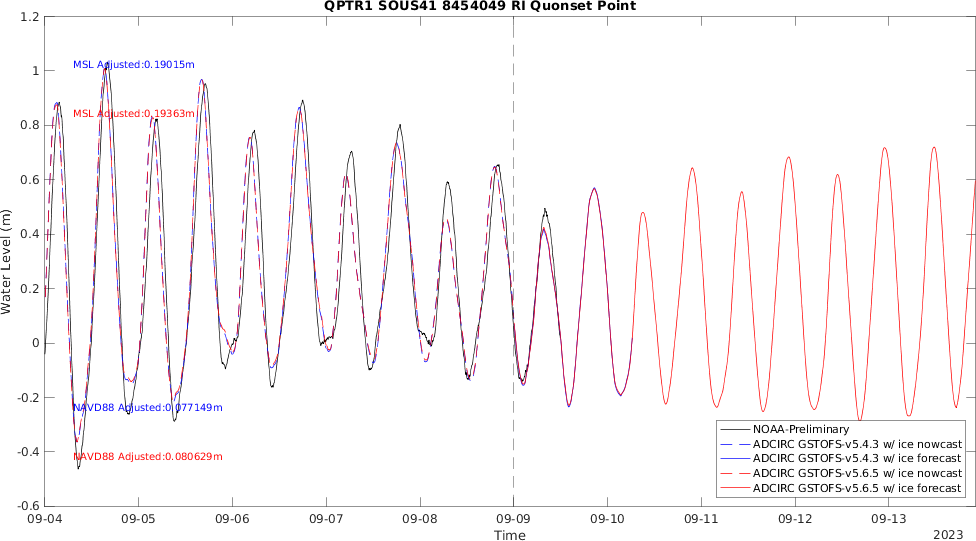 QPTR1 SOUS41 8454049 RI Quonset Point
1.2
1
0.8
0.6
0.4
0.2
0
-0.2
-0.4
-0.6
Water Level (m)
MSL Adjusted:0.19015m
MSL Adjusted:0.19363m
NAVD88 Adjusted:0.077149m
NAVD88 Adjusted:0.080629m
NOAA-Preliminary
ADCIRC GSTOFS-v5.4.3 w/ ice nowcast
ADCIRC GSTOFS-v5.4.3 w/ ice forecast
ADCIRC GSTOFS-v5.6.5 w/ ice nowcast
ADCIRC GSTOFS-v5.6.5 w/ ice forecast
09-04 09-05 09-06 09-07 09-08 09-09 09-10 09-11 09-12 09-13
Time
2023